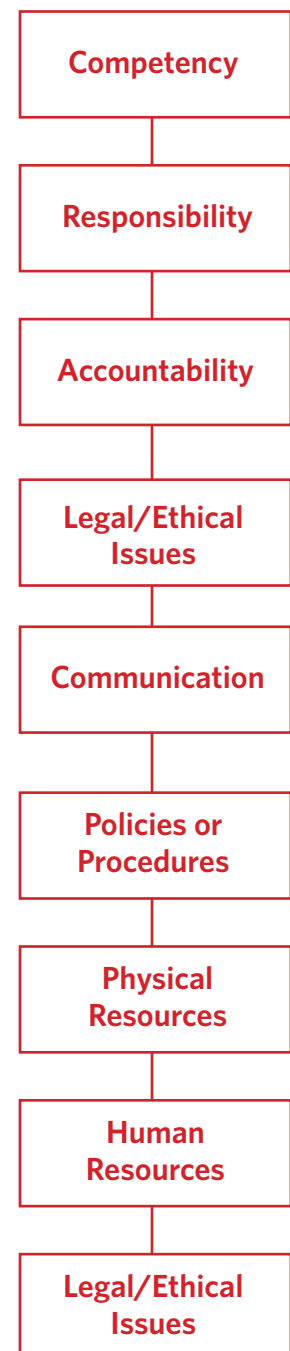 Competency
Responsibility
Accountability
Legal/Ethical
Issues
Communication
Policies or
Procedures
Physical
Resources
Human
Resources
Legal/Ethical
Issues